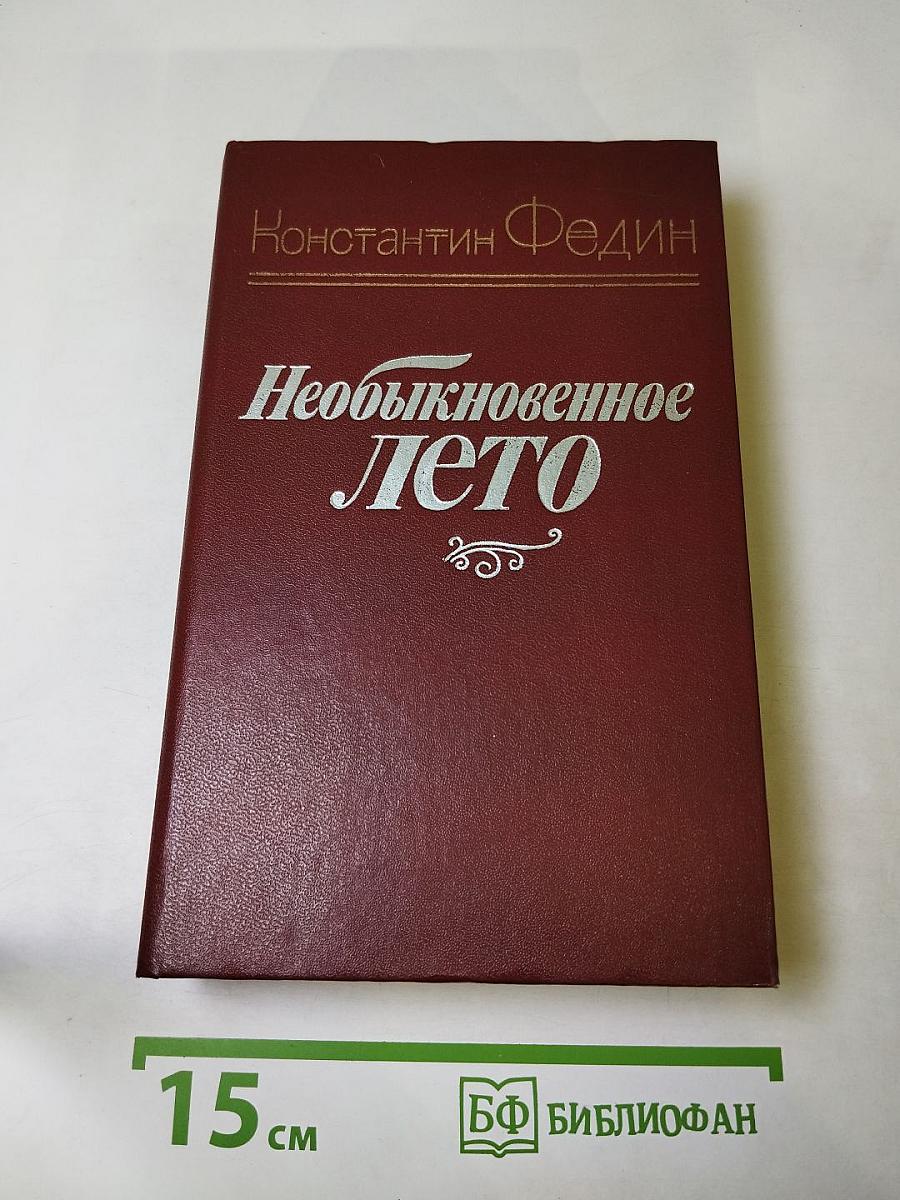 Константин Федин
Необыкновенное
лето
15 см
БФ БИБЛИОФАН